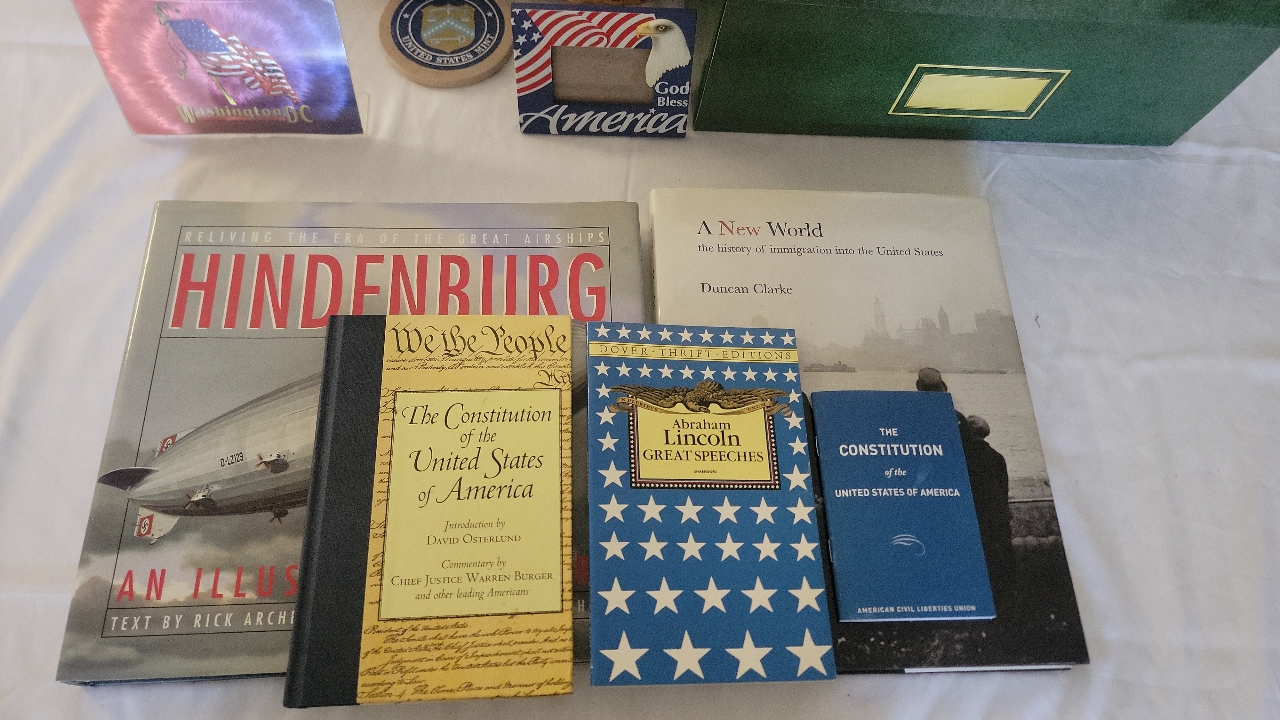 Washington DC
UNITED STATES MINT
God
Bless
America
RELIVING THE ERA OF THE GREAT AIRSHIPS
HINDENBURG
D-LZ129
AN ILLUS
TEXT BY RICK ARCH
A New World
the history of immigration into the United States
Duncan Clarke
We the People
The Constitution
of the
United States
of America
Introduction by
DAVID OSTERLUND
Commentary by
CHIEF JUSTICE WARREN BURGER
and other leading Americans
DOVER · THRIFT · EDITIONS
Abraham
Lincoln
GREAT SPEECHES
UNABRIDGED
THE
CONSTITUTION
of the
UNITED STATES OF AMERICA
AMERICAN CIVIL LIBERTIES UNION